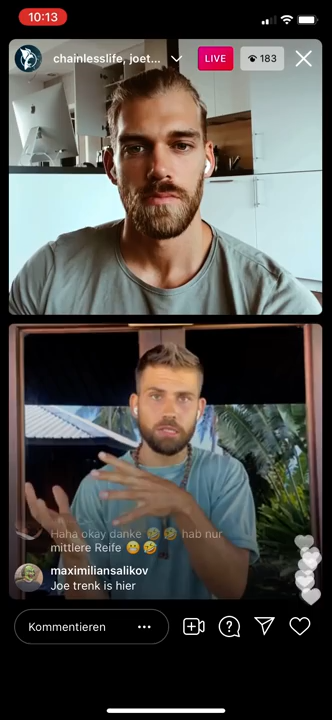 10:13
chainlesslife, joet...
LIVE
183
Haha okay danke 🤣🤣 hab nur
mittlere Reife 😬🤣
maximiliansalikov
Joe trenk is hier
Kommentieren